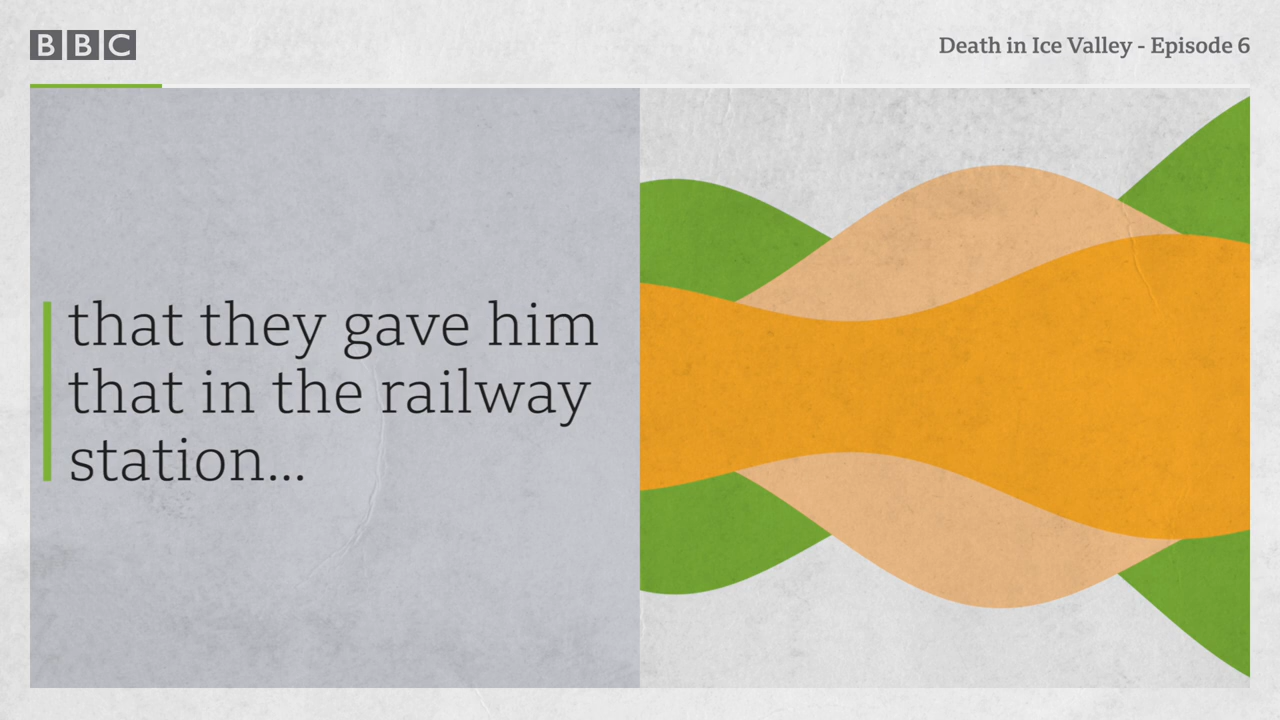 BBC
Death in Ice Valley - Episode 6
that they gave him
that in the railway
station...